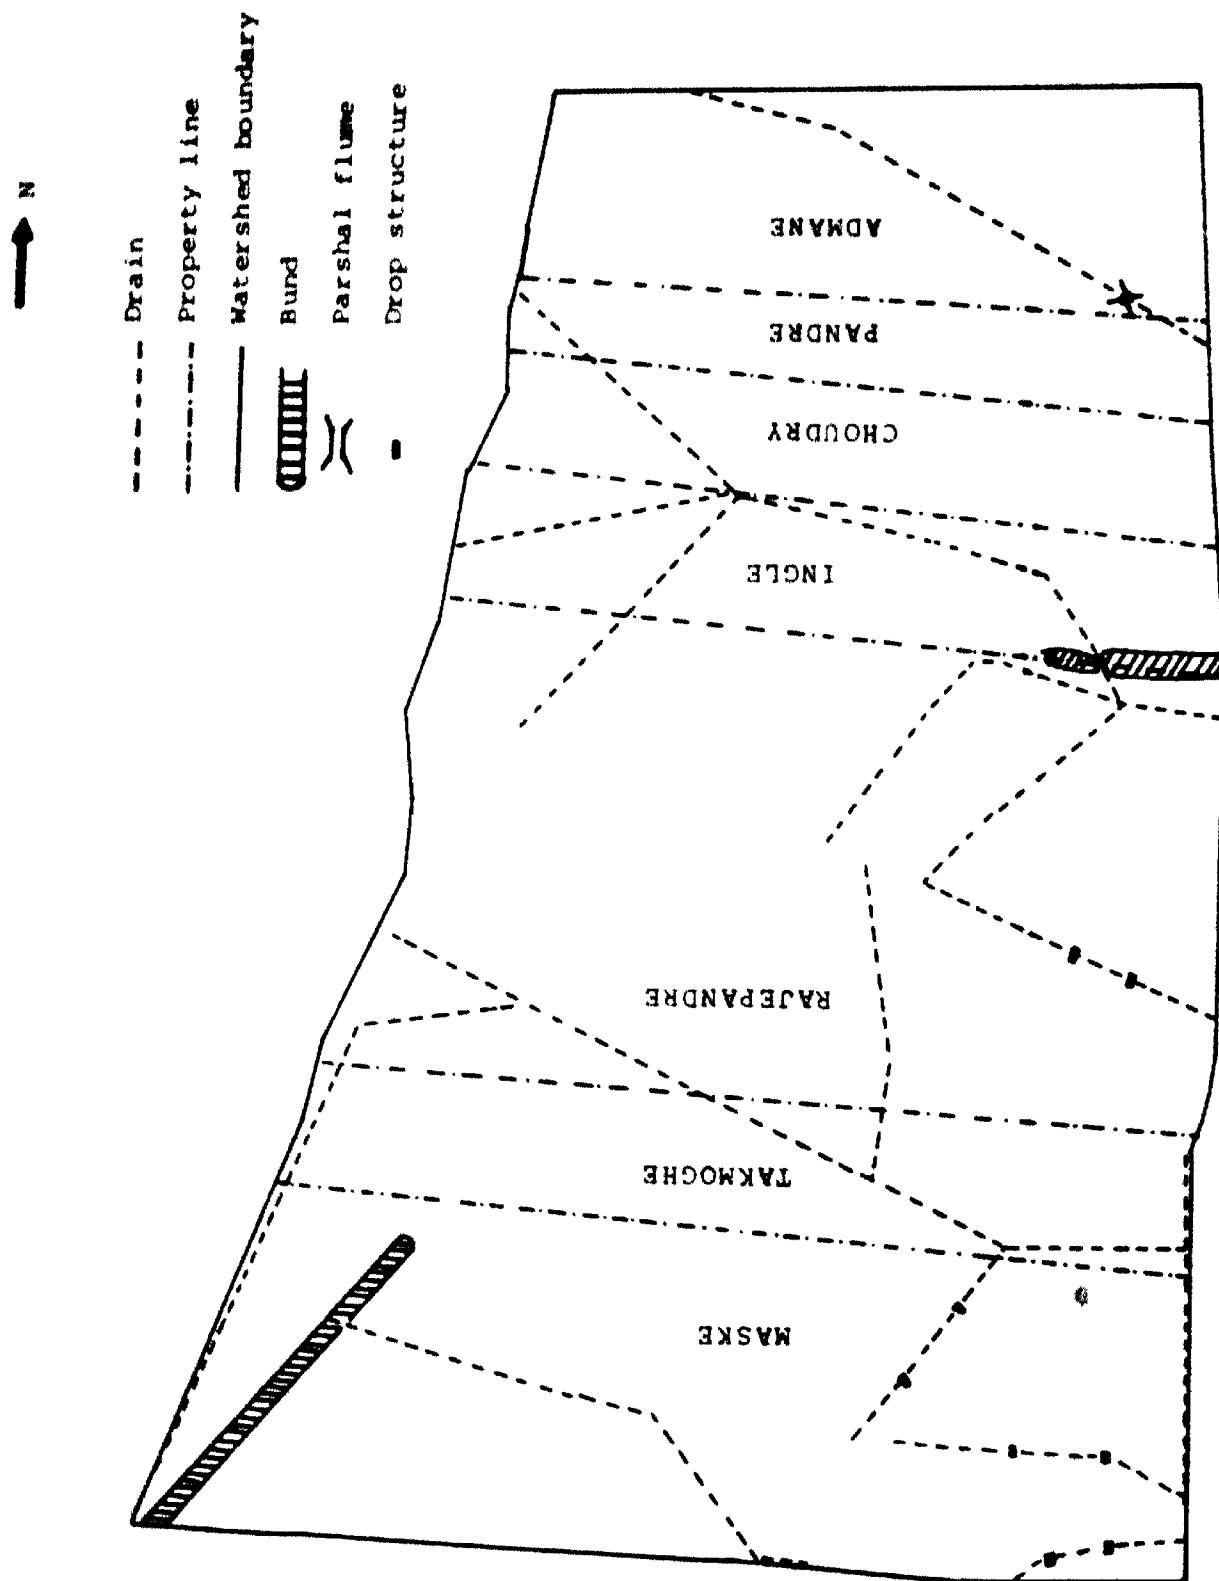 N
Drain
Property line
Watershed boundary
Bund
Parshal flume
Drop structure
ADMANE
PANDRE
CHOUDRY
INGLE
RAJEPANDRE
TAKMOGHE
MASKE